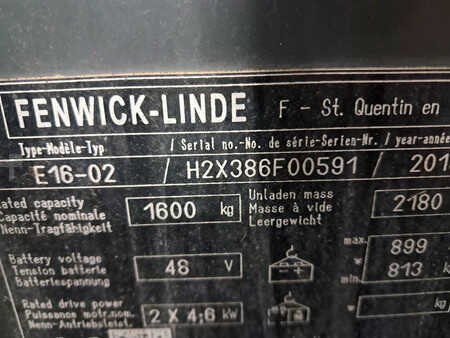 FENWICK-LINDE F - St. Quentin en
Type-Modèle-Typ / Serial no.-No. de série-Serien-Nr. / year-année
E16-02 / H2X386F00591 / 201
Rated capacity
Capacité nominale
Nenn-Tragfähigkeit
1600 kg
Unladen mass
Masse à vide
Leergewicht
2180
Battery voltage
Tension batterie
Batteriespannung
48 V
max. 899
813 k
Rated drive power
Puissance motr.nom.
Nenn-Antriebsleist.
2 X 4,6 kW
kg